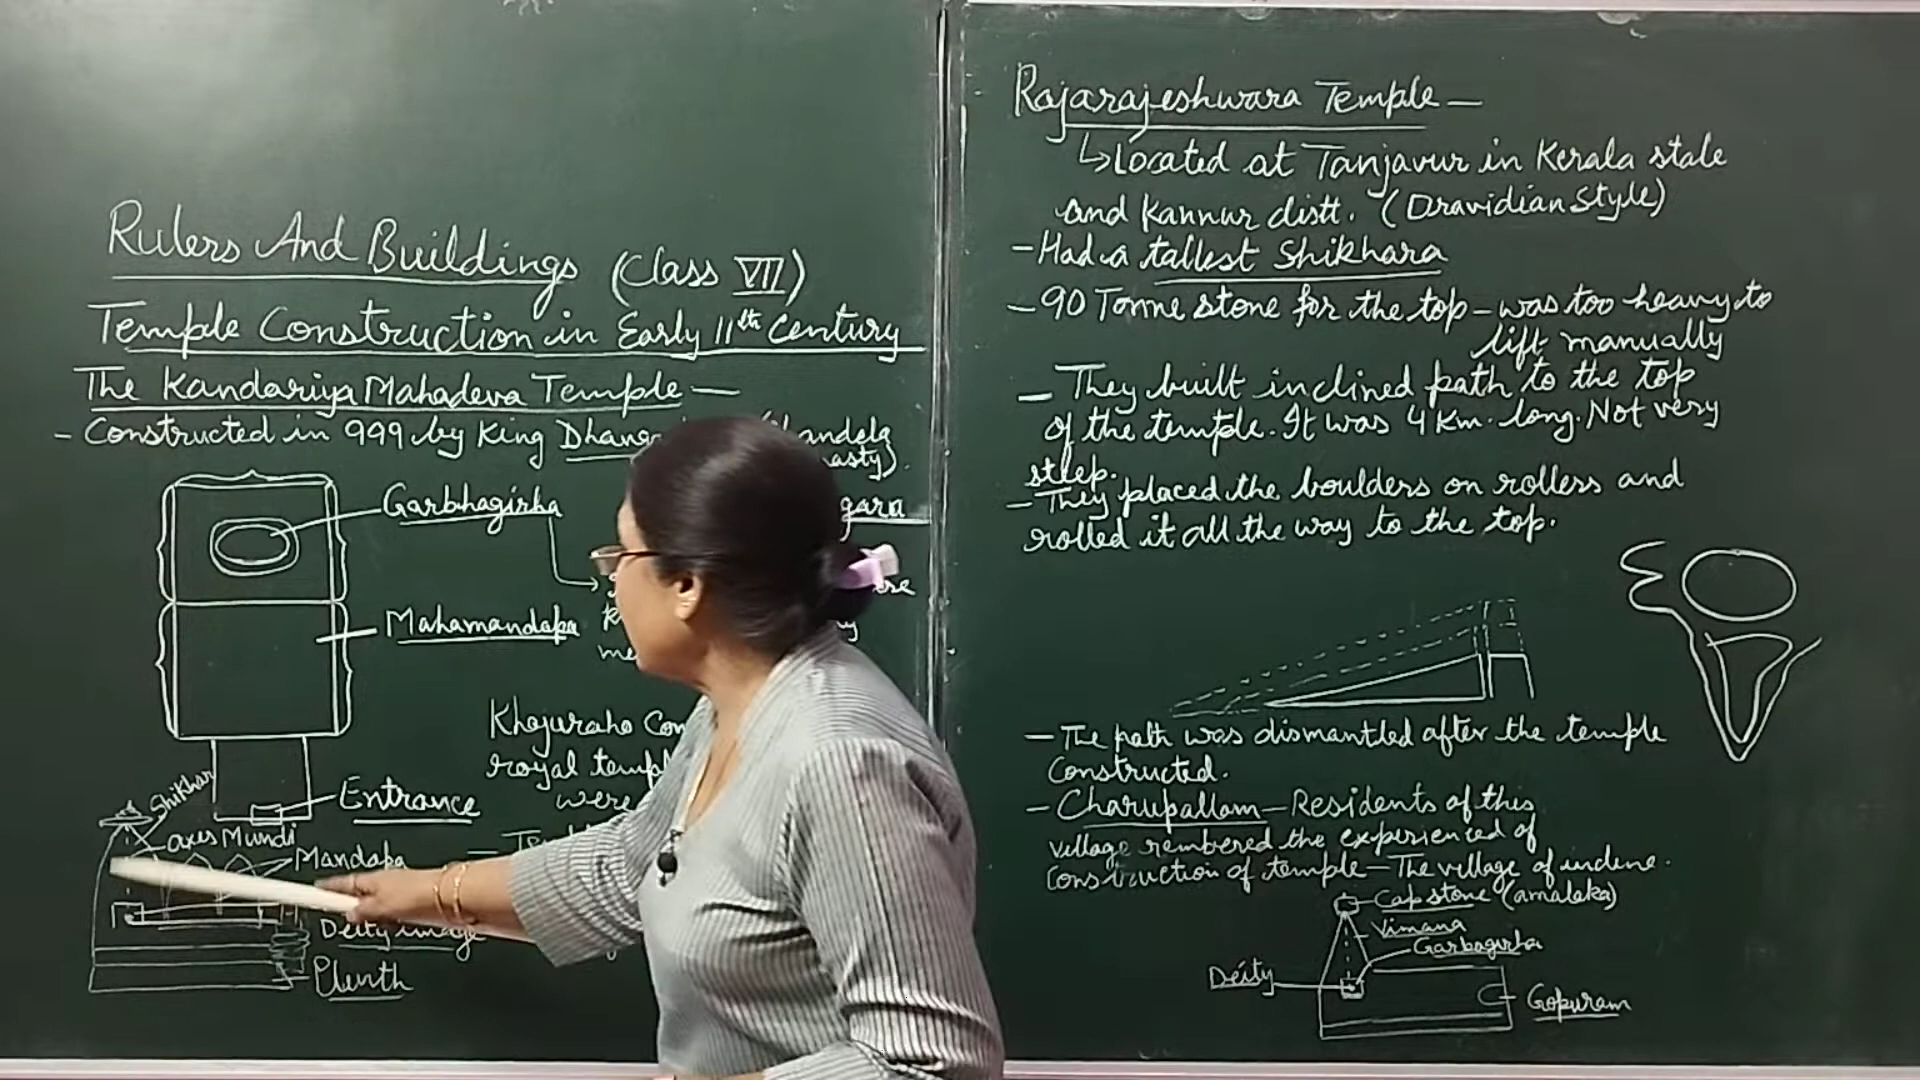 Rulers And Buildings (Class VII)
Temple Construction in Early 11th Century
The Kandariya Mahadeva Temple —
- Constructed in 999 by King Dhanga
Garbhagirha
Mahamandapa
Khajuraho
royal
were
Entrance
Shikhar
axes Mundi
Mandapa
Deity image
Plenth
Rajarajeshwara Temple —
↳ Located at Tanjavur in Kerala state
and Kannur distt. (Dravidian Style)
- Had a tallest Shikhara
- 90 Tonne stone for the top - was too heavy to
lift manually
- They built inclined path to the top
of the temple. It was 4 Km. long. Not very
steep.
- They placed the boulders on rollers and
rolled it all the way to the top.
- The path was dismantled after the temple
constructed.
- Charupallam - Residents of this
village rembered the experienced of
construction of temple - The village of incline.
Cap stone (amalaka)
Vimana
Garbagirha
Deity
Gopuram